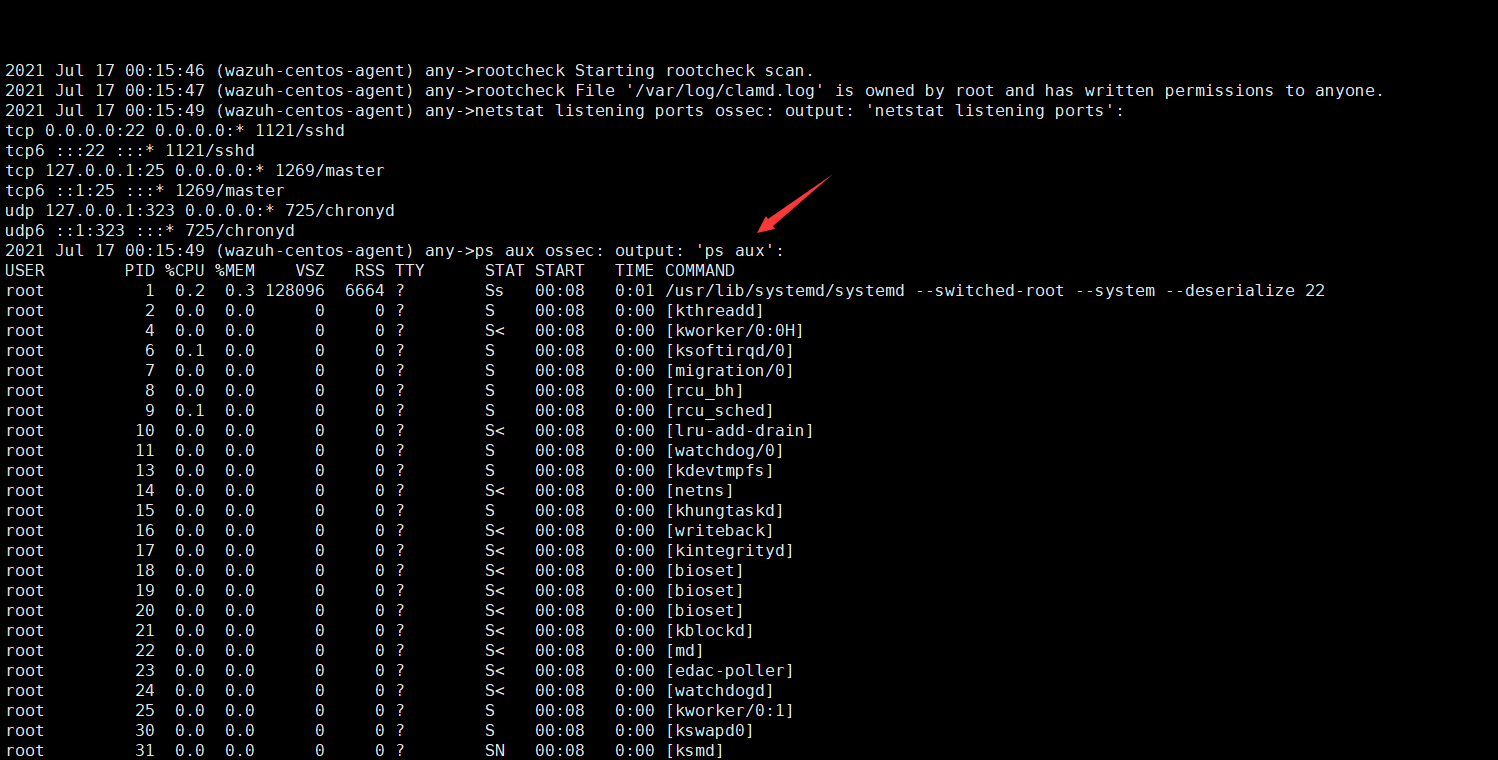 2021 Jul 17 00:15:46 (wazuh-centos-agent) any->rootcheck Starting rootcheck scan.
2021 Jul 17 00:15:47 (wazuh-centos-agent) any->rootcheck File '/var/log/clamd.log' is owned by root and has written permissions to anyone.
2021 Jul 17 00:15:49 (wazuh-centos-agent) any->netstat listening ports ossec: output: 'netstat listening ports':
tcp 0.0.0.0:22 0.0.0.0:* 1121/sshd
tcp6 :::22 :::* 1121/sshd
tcp 127.0.0.1:25 0.0.0.0:* 1269/master
tcp6 ::1:25 :::* 1269/master
udp 127.0.0.1:323 0.0.0.0:* 725/chronyd
udp6 ::1:323 :::* 725/chronyd
2021 Jul 17 00:15:49 (wazuh-centos-agent) any->ps aux ossec: output: 'ps aux':
USER        PID %CPU %MEM    VSZ   RSS TTY      STAT START   TIME COMMAND
root          1  0.2  0.3 128096  6664 ?        Ss   00:08   0:01 /usr/lib/systemd/systemd --switched-root --system --deserialize 22
root          2  0.0  0.0      0     0 ?        S    00:08   0:00 [kthreadd]
root          4  0.0  0.0      0     0 ?        S<   00:08   0:00 [kworker/0:0H]
root          6  0.1  0.0      0     0 ?        S    00:08   0:00 [ksoftirqd/0]
root          7  0.0  0.0      0     0 ?        S    00:08   0:00 [migration/0]
root          8  0.0  0.0      0     0 ?        S    00:08   0:00 [rcu_bh]
root          9  0.1  0.0      0     0 ?        S    00:08   0:00 [rcu_sched]
root         10  0.0  0.0      0     0 ?        S<   00:08   0:00 [lru-add-drain]
root         11  0.0  0.0      0     0 ?        S    00:08   0:00 [watchdog/0]
root         13  0.0  0.0      0     0 ?        S    00:08   0:00 [kdevtmpfs]
root         14  0.0  0.0      0     0 ?        S<   00:08   0:00 [netns]
root         15  0.0  0.0      0     0 ?        S    00:08   0:00 [khungtaskd]
root         16  0.0  0.0      0     0 ?        S<   00:08   0:00 [writeback]
root         17  0.0  0.0      0     0 ?        S<   00:08   0:00 [kintegrityd]
root         18  0.0  0.0      0     0 ?        S<   00:08   0:00 [bioset]
root         19  0.0  0.0      0     0 ?        S<   00:08   0:00 [bioset]
root         20  0.0  0.0      0     0 ?        S<   00:08   0:00 [bioset]
root         21  0.0  0.0      0     0 ?        S<   00:08   0:00 [kblockd]
root         22  0.0  0.0      0     0 ?        S<   00:08   0:00 [md]
root         23  0.0  0.0      0     0 ?        S<   00:08   0:00 [edac-poller]
root         24  0.0  0.0      0     0 ?        S<   00:08   0:00 [watchdogd]
root         25  0.0  0.0      0     0 ?        S    00:08   0:00 [kworker/0:1]
root         30  0.0  0.0      0     0 ?        S    00:08   0:00 [kswapd0]
root         31  0.0  0.0      0     0 ?        SN   00:08   0:00 [ksmd]